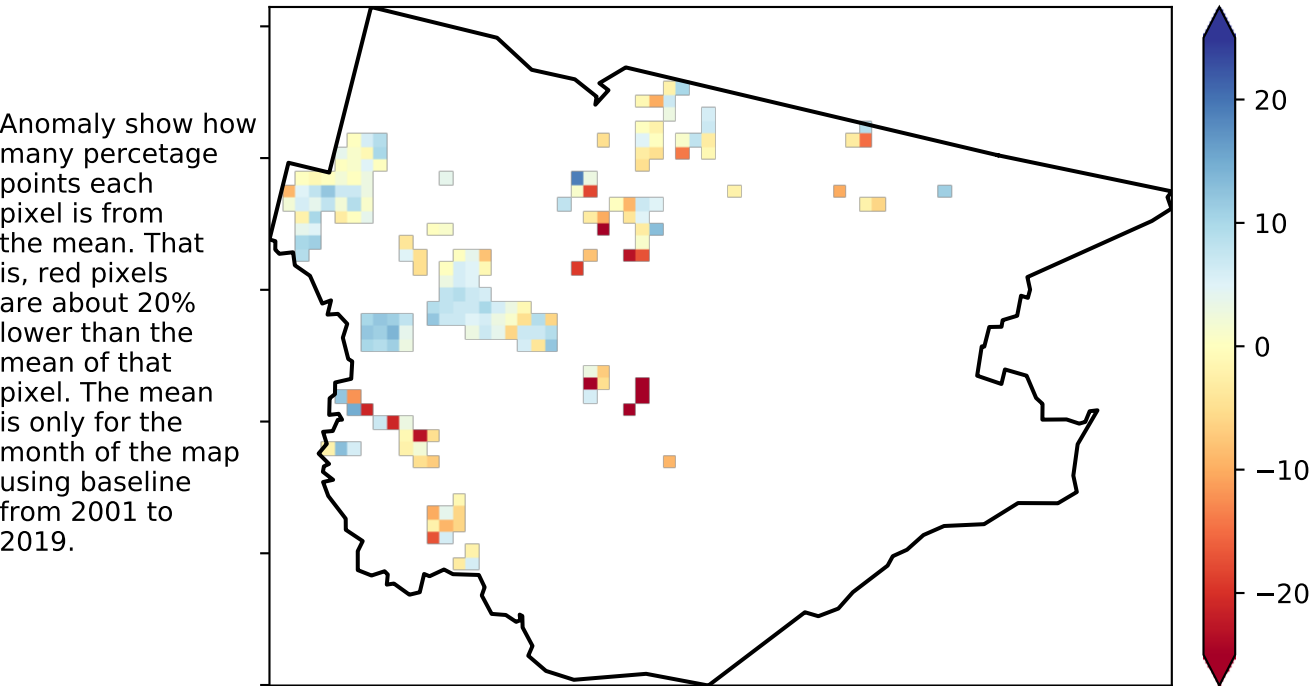 Anomaly show how
many percetage
points each
pixel is from
the mean. That
is, red pixels
are about 20%
lower than the
mean of that
pixel. The mean
is only for the
month of the map
using baseline
from 2001 to
2019.
20
10
0
−10
−20